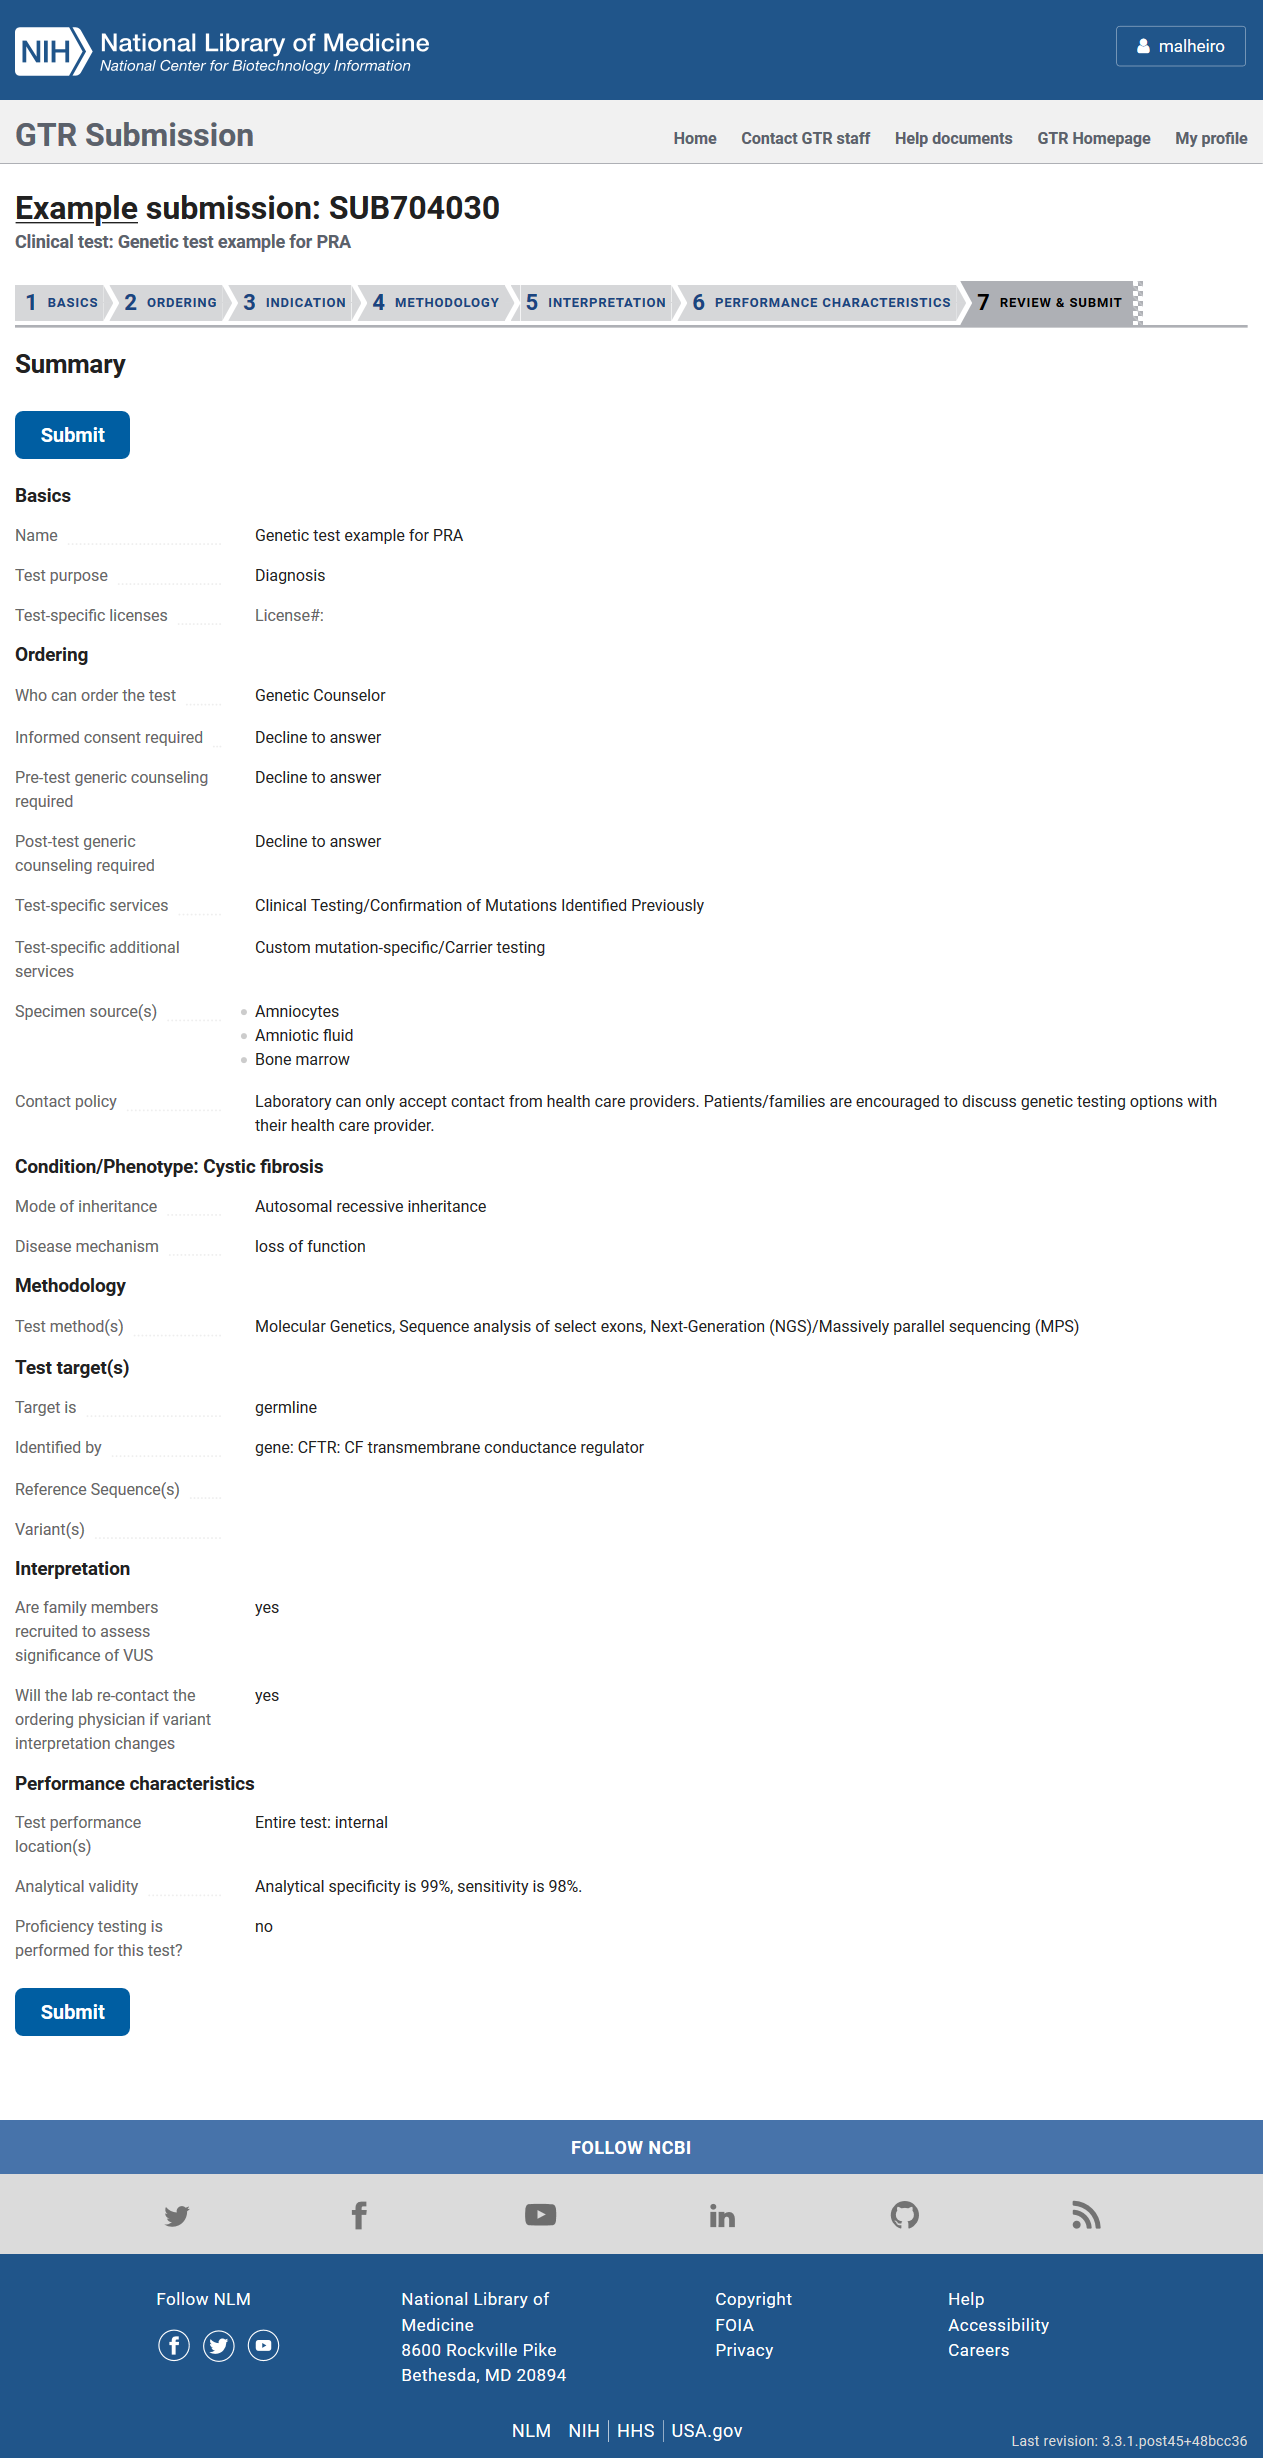 NIH National Library of Medicine
National Center for Biotechnology Information
malheiro
GTR Submission
Home Contact GTR staff Help documents GTR Homepage My profile
Example submission: SUB704030
Clinical test: Genetic test example for PRA
1 BASICS 2 ORDERING 3 INDICATION 4 METHODOLOGY 5 INTERPRETATION 6 PERFORMANCE CHARACTERISTICS 7 REVIEW & SUBMIT
Summary
Submit
Basics
Name Genetic test example for PRA
Test purpose Diagnosis
Test-specific licenses License#:
Ordering
Who can order the test Genetic Counselor
Informed consent required Decline to answer
Pre-test generic counseling Decline to answer
required
Post-test generic Decline to answer
counseling required
Test-specific services Clinical Testing/Confirmation of Mutations Identified Previously
Test-specific additional Custom mutation-specific/Carrier testing
services
Specimen source(s) Amniocytes
Amniotic fluid
Bone marrow
Contact policy Laboratory can only accept contact from health care providers. Patients/families are encouraged to discuss genetic testing options with
their health care provider.
Condition/Phenotype: Cystic fibrosis
Mode of inheritance Autosomal recessive inheritance
Disease mechanism loss of function
Methodology
Test method(s) Molecular Genetics, Sequence analysis of select exons, Next-Generation (NGS)/Massively parallel sequencing (MPS)
Test target(s)
Target is germline
Identified by gene: CFTR: CF transmembrane conductance regulator
Reference Sequence(s)
Variant(s)
Interpretation
Are family members yes
recruited to assess
significance of VUS
Will the lab re-contact the yes
ordering physician if variant
interpretation changes
Performance characteristics
Test performance Entire test: internal
location(s)
Analytical validity Analytical specificity is 99%, sensitivity is 98%.
Proficiency testing is no
performed for this test?
Submit
FOLLOW NCBI
Follow NLM
National Library of
Medicine
8600 Rockville Pike
Bethesda, MD 20894
Copyright
FOIA
Privacy
Help
Accessibility
Careers
NLM NIH HHS USA.gov
Last revision: 3.3.1.post45+48bcc36